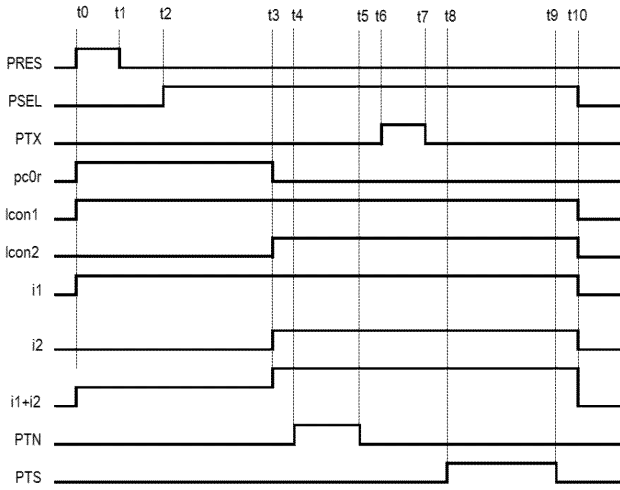 t0 t1 t2 t3 t4 t5 t6 t7 t8 t9 t10
PRES
PSEL
PTX
pc0r
Icon1
Icon2
i1
i2
i1+i2
PTN
PTS